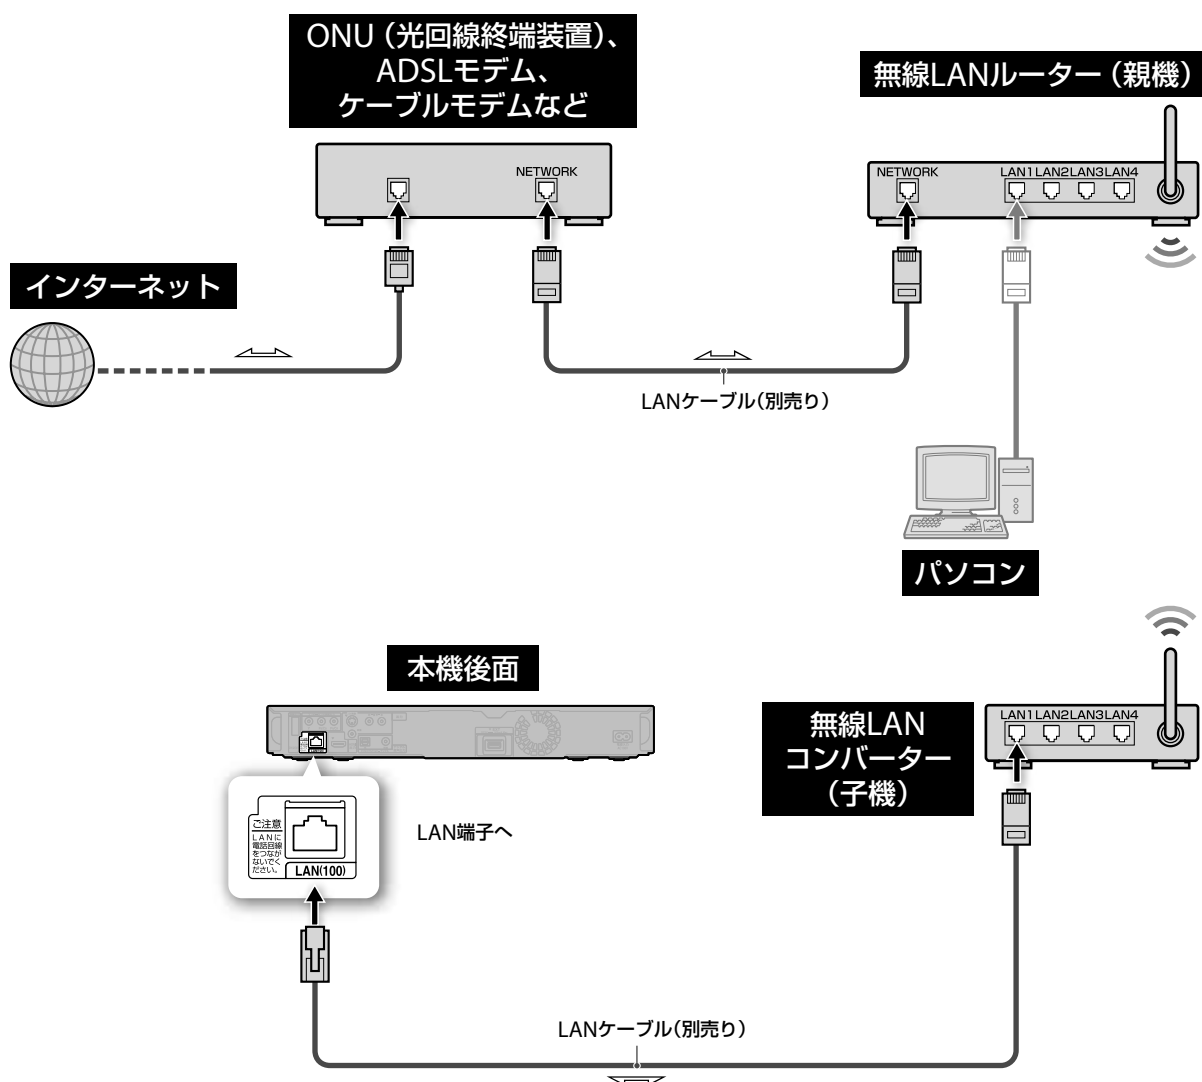 ONU（光回線終端装置）、
ADSLモデム、
ケーブルモデムなど
無線LANルーター（親機）
NETWORK
NETWORK
LAN1 LAN2 LAN3 LAN4
インターネット
LANケーブル（別売り）
パソコン
本機後面
無線LAN
コンバーター
（子機）
LAN1 LAN2 LAN3 LAN4
ご注意
LANに
電話回線
をつなが
ないでく
ださい。
LAN(100)
LAN端子へ
LANケーブル（別売り）